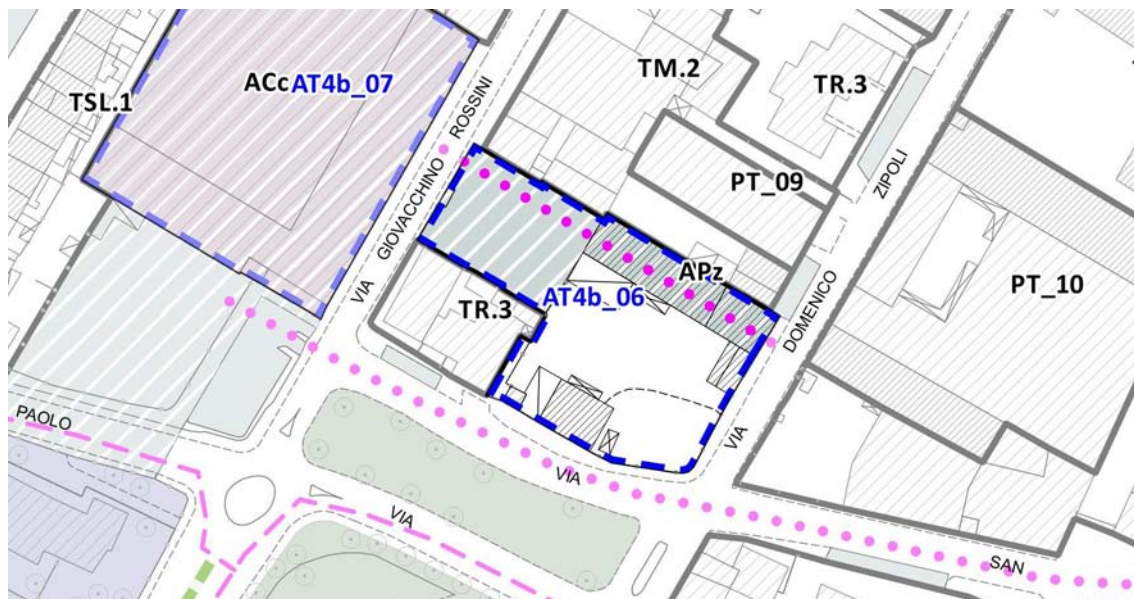 TSL.1
ACc AT4b_07
VIA GIOVACCHINO ROSSINI
TM.2
TR.3
PT_09
VIA DOMENICO ZIPOLI
PT_10
APz
AT4b_06
TR.3
PAOLO
VIA
VIA
SAN